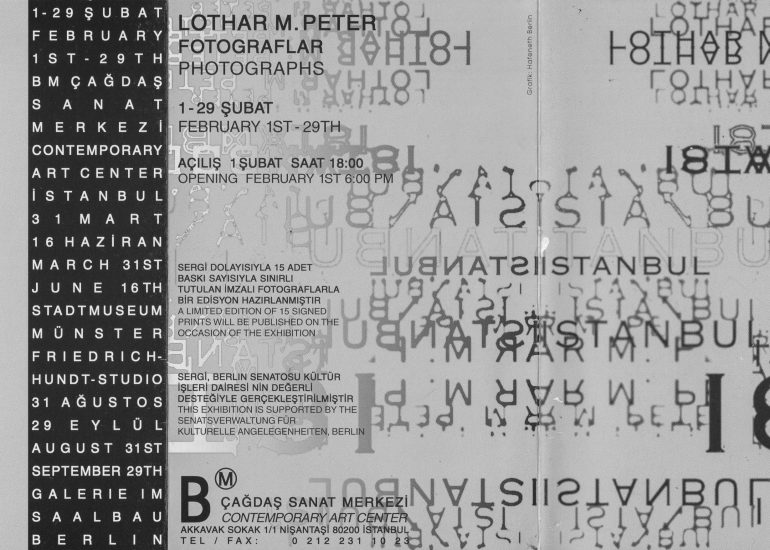 1-29 ŞUBAT
FEBRUARY
1ST-29TH
BM ÇAĞDAŞ
SANAT
MERKEZİ
CONTEMPORARY
ART CENTER
İSTANBUL
31 MART
16 HAZİRAN
MARCH 31ST
JUNE 16TH
STADTMUSEUM
MÜNSTER
FRIEDRICH-
HUNDT-STUDIO
31 AĞUSTOS
29 EYLÜL
AUGUST 31ST
SEPTEMBER 29TH
GALERIE IM
SAALBAU
BERLIN
LOTHAR M. PETER
FOTOGRAFLAR
PHOTOGRAPHS
1-29 ŞUBAT
FEBRUARY 1ST-29TH
AÇILIŞ 1 ŞUBAT SAAT 18:00
OPENING FEBRUARY 1ST 6:00 PM
SERGİ DOLAYISIYLA 15 ADET
BASKI SAYISIYLA SINIRLI
TUTULAN İMZALI FOTOGRAFLARLA
BİR EDİSYON HAZIRLANMIŞTIR
A LIMITED EDITION OF 15 SIGNED
PRINTS WILL BE PUBLISHED ON THE
OCCASION OF THE EXHIBITION
SERGİ, BERLIN SENATOSU KÜLTÜR
İŞLERİ DAİRESİ NİN DEĞERLİ
DESTEĞİYLE GERÇEKLEŞTİRİLMİŞTİR
THIS EXHIBITION IS SUPPORTED BY THE
SENATSVERWALTUNG FÜR
KULTURELLE ANGELEGENHEITEN, BERLIN
B M
ÇAĞDAŞ SANAT MERKEZİ
CONTEMPORARY ART CENTER
AKKAVAK SOKAK 1/1 NİŞANTAŞI 80200 İSTANBUL
TEL / FAX: 0 212 231 10 23
Grafik: Hafeneth Berlin
ISTANBUL
ISTANBUL